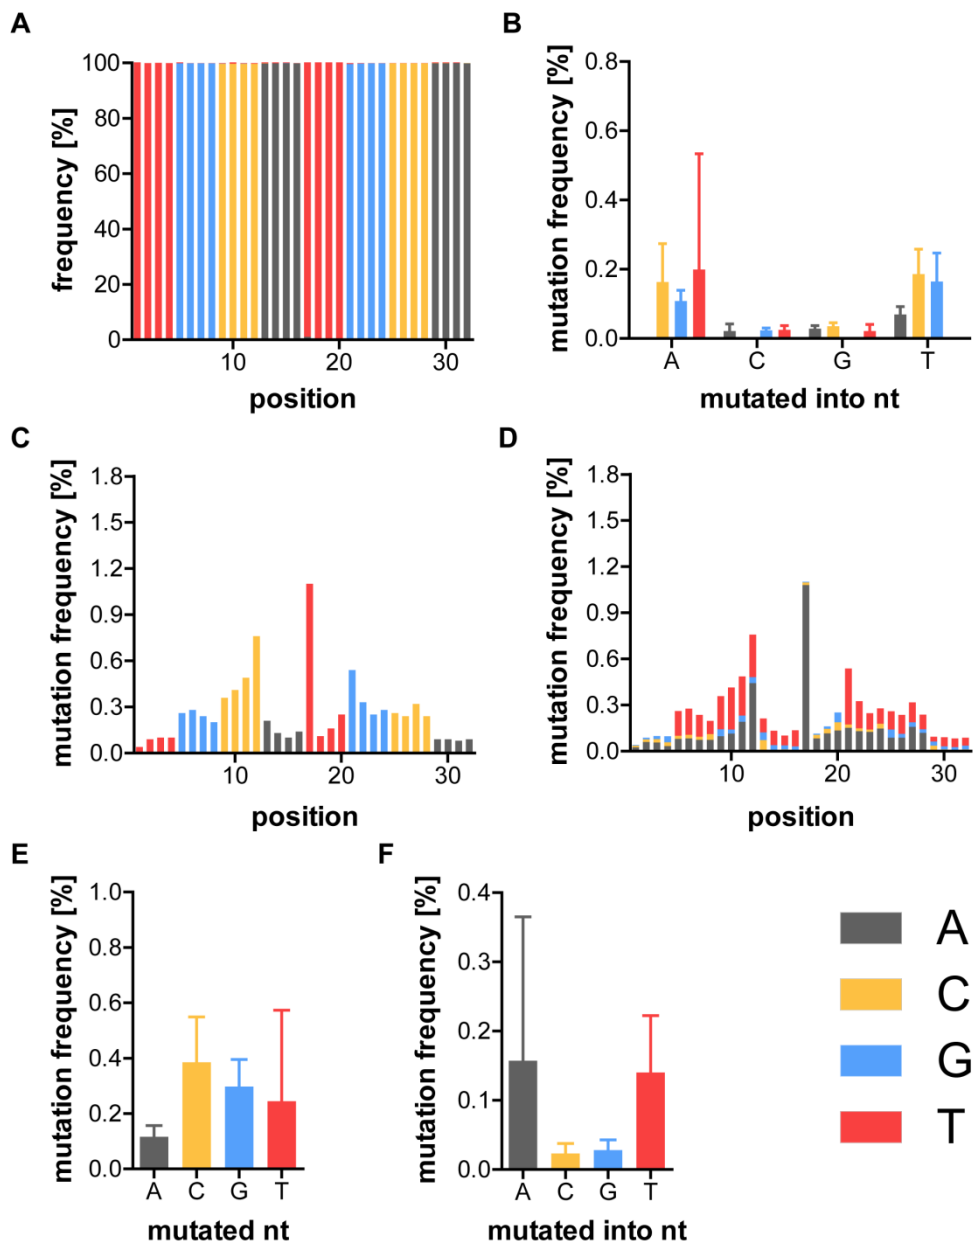 A
frequency [%]
100
80
60
40
20
0
10 20 30
position
B
mutation frequency [%]
0.8
0.6
0.4
0.2
0.0
A C G T
mutated into nt
C
mutation frequency [%]
1.8
1.5
1.2
0.9
0.6
0.3
0.0
10 20 30
position
D
mutation frequency [%]
1.8
1.5
1.2
0.9
0.6
0.3
0.0
10 20 30
position
E
mutation frequency [%]
1.0
0.8
0.6
0.4
0.2
0.0
A C G T
mutated nt
F
mutation frequency [%]
0.4
0.3
0.2
0.1
0.0
A C G T
mutated into nt
A
C
G
T